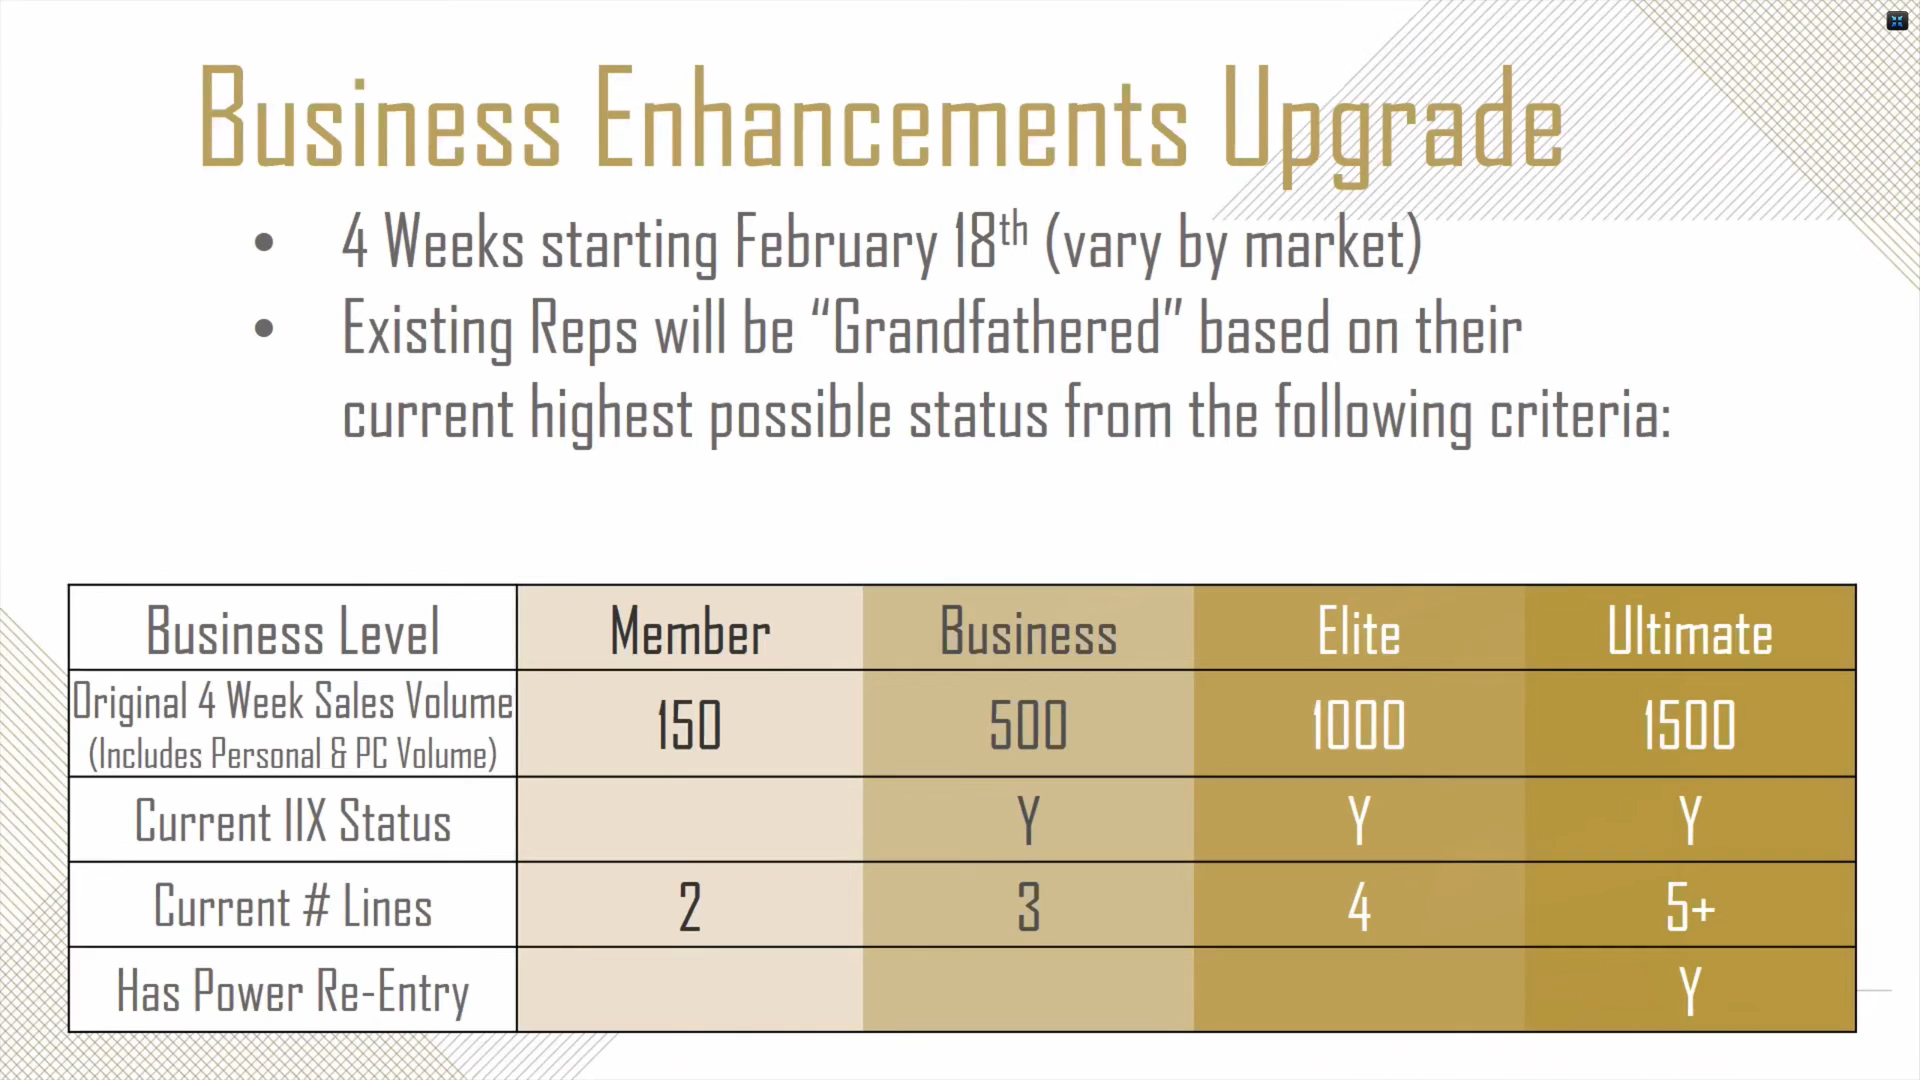 Business Enhancements Upgrade
• 4 Weeks starting February 18th (vary by market)
• Existing Reps will be “Grandfathered” based on their
current highest possible status from the following criteria:
Business Level Member Business Elite Ultimate
Original 4 Week Sales Volume
(Includes Personal & PC Volume) 150 500 1000 1500
Current IIX Status Y Y Y
Current # Lines 2 3 4 5+
Has Power Re-Entry Y